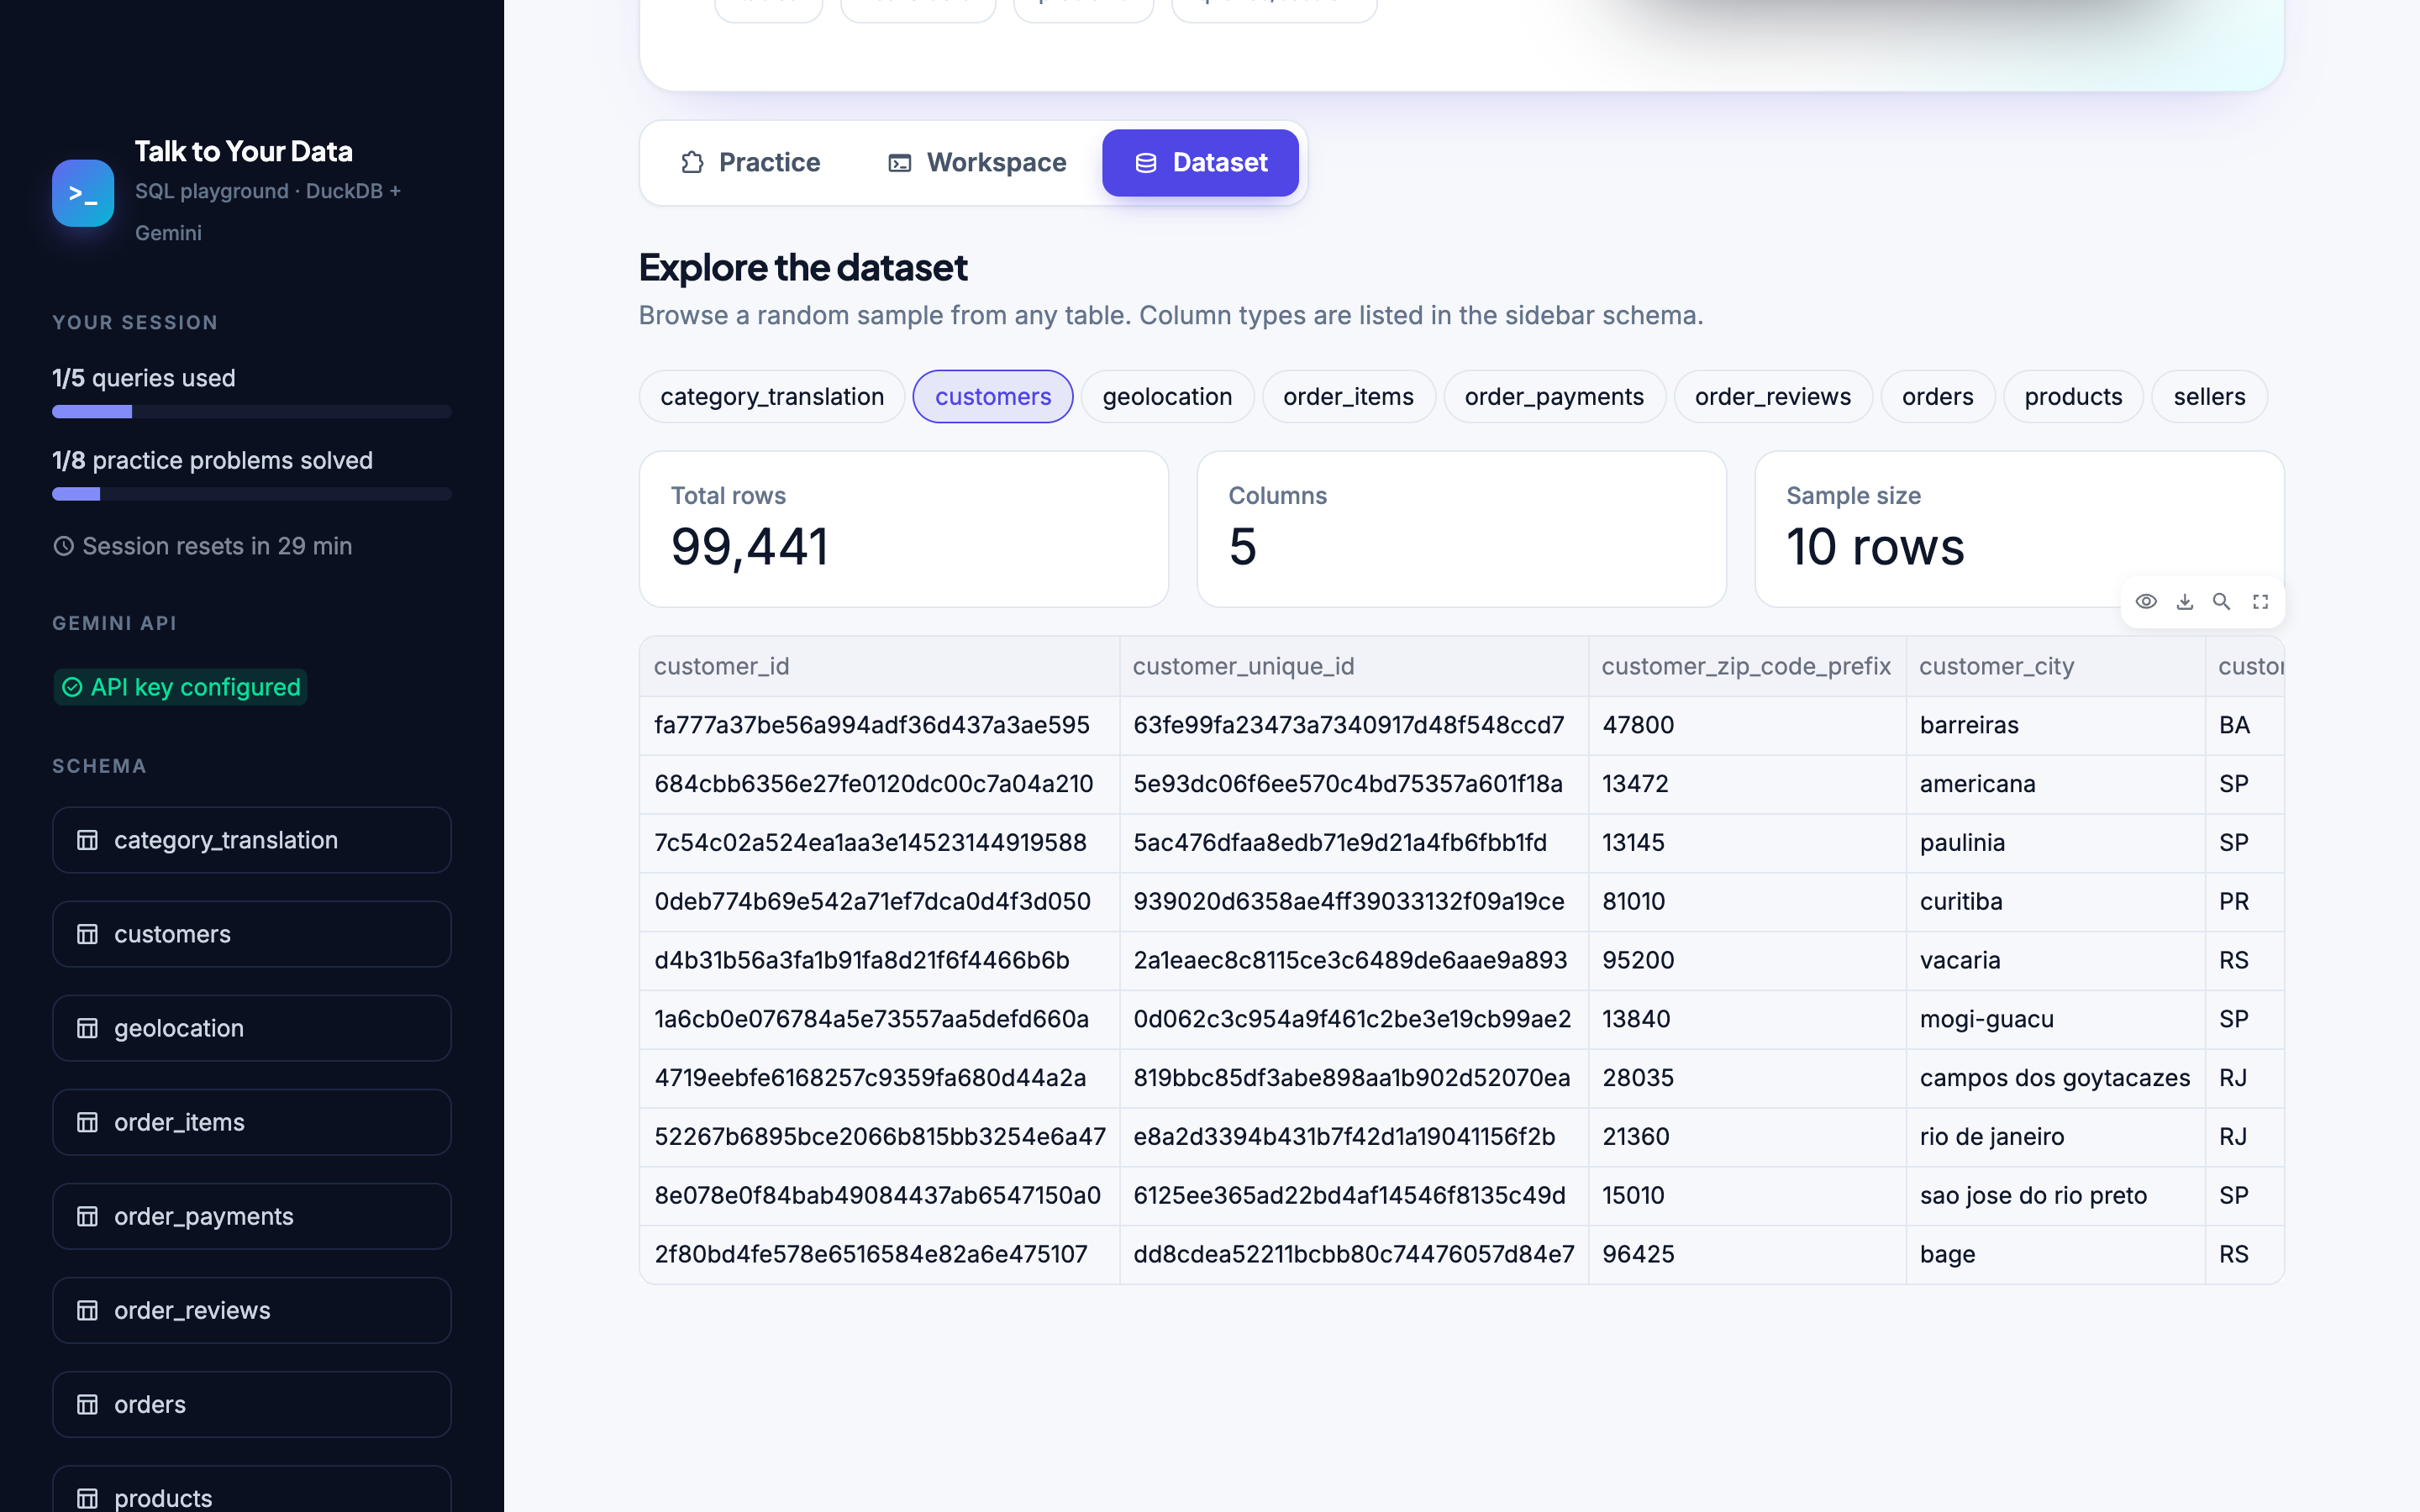 Talk to Your Data
SQL playground · DuckDB +
Gemini
YOUR SESSION
1/5 queries used
1/8 practice problems solved
Session resets in 29 min
GEMINI API
API key configured
SCHEMA
category_translation
customers
geolocation
order_items
order_payments
order_reviews
orders
products
Practice Workspace Dataset
Explore the dataset
Browse a random sample from any table. Column types are listed in the sidebar schema.
category_translation customers geolocation order_items order_payments order_reviews orders products sellers
Total rows Columns Sample size
99,441 5 10 rows
customer_id customer_unique_id customer_zip_code_prefix customer_city
fa777a37be56a994adf36d437a3ae595 63fe99fa23473a7340917d48f548ccd7 47800 barreiras BA
684cbb6356e27fe0120dc00c7a04a210 5e93dc06f6ee570c4bd75357a601f18a 13472 americana SP
7c54c02a524ea1aa3e14523144919588 5ac476dfaa8edb71e9d21a4fb6fbb1fd 13145 paulinia SP
0deb774b69e542a71ef7dca0d4f3d050 939020d6358ae4ff39033132f09a19ce 81010 curitiba PR
d4b31b56a3fa1b91fa8d21f6f4466b6b 2a1eaec8c8115ce3c6489de6aae9a893 95200 vacaria RS
1a6cb0e076784a5e73557aa5defd660a 0d062c3c954a9f461c2be3e19cb99ae2 13840 mogi-guacu SP
4719eebfe6168257c9359fa680d44a2a 819bbc85df3abe898aa1b902d52070ea 28035 campos dos goytacazes RJ
52267b6895bce2066b815bb3254e6a47 e8a2d3394b431b7f42d1a19041156f2b 21360 rio de janeiro RJ
8e078e0f84bab49084437ab6547150a0 6125ee365ad22bd4af14546f8135c49d 15010 sao jose do rio preto SP
2f80bd4fe578e6516584e82a6e475107 dd8cdea52211bcbb80c74476057d84e7 96425 bage RS